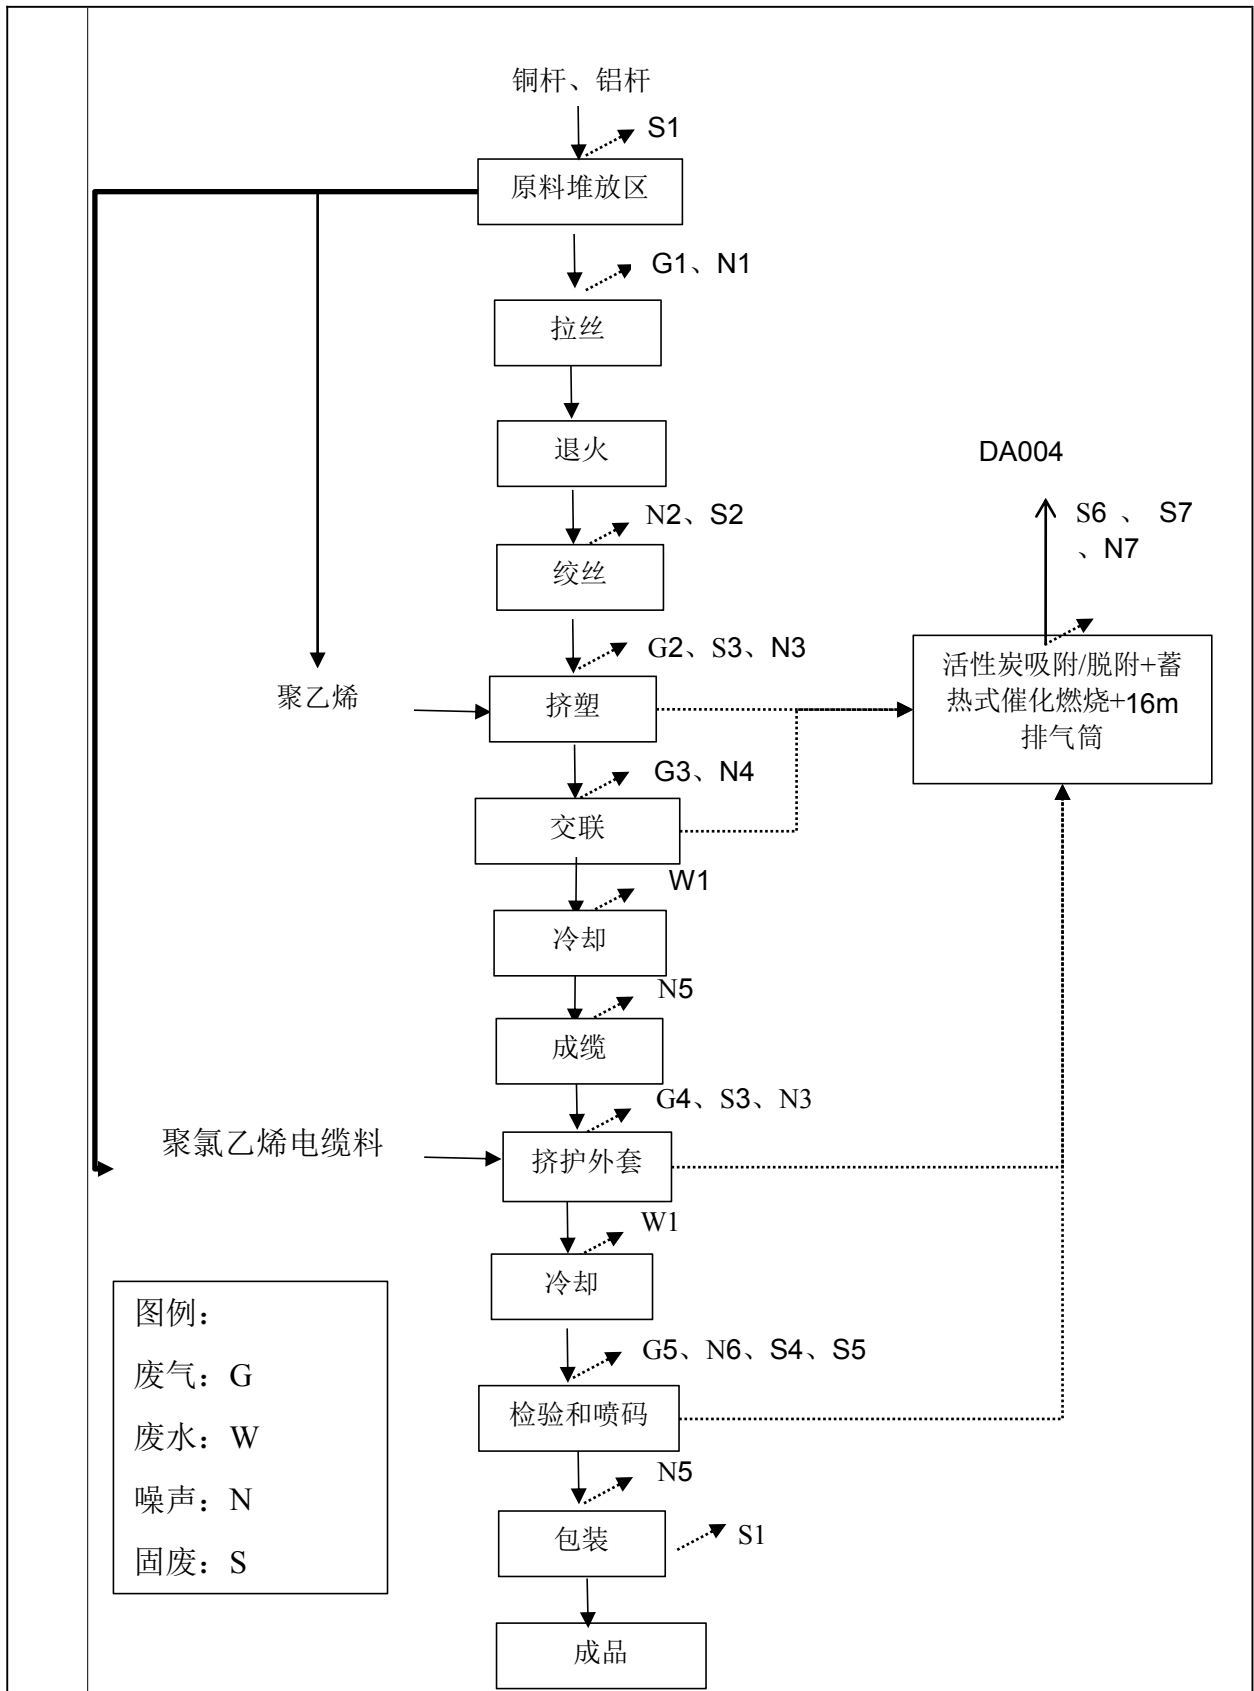 铜杆、铝杆
S1
原料堆放区
G1、N1
拉丝
退火
DA004
N2、S2
S6 、 S7
、N7
绞丝
G2、S3、N3
活性炭吸附/脱附+蓄
热式催化燃烧+16m
排气筒
聚乙烯
挤塑
G3、N4
交联
W1
冷却
N5
成缆
G4、S3、N3
聚氯乙烯电缆料
挤护外套
W1
冷却
图例：
废气：G
废水：W
噪声：N
固废：S
G5、N6、S4、S5
检验和喷码
N5
包装
S1
成品